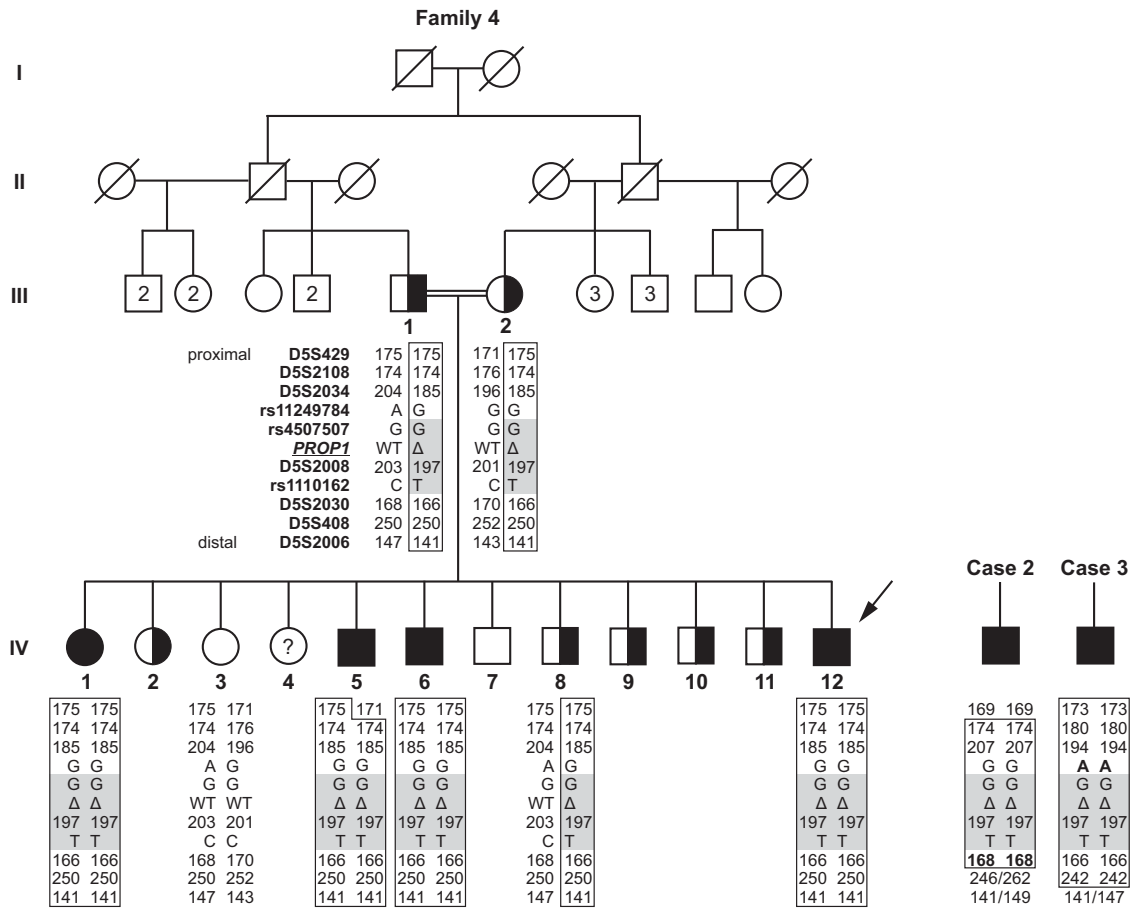 Family 4
I
II
III
2 2 2 3 3
1 2
proximal D5S429 175 175 171 175
D5S2108 174 174 176 174
D5S2034 204 185 196 185
rs11249784 A G G G
rs4507507 G G G G
PROP1 WT Δ WT Δ
D5S2008 203 197 201 197
rs1110162 C T C T
D5S2030 168 166 170 166
D5S408 250 250 252 250
distal D5S2006 147 141 143 141
Case 2 Case 3
IV ?
1 2 3 4 5 6 7 8 9 10 11 12
175 175 175 171 175 171 175 175 175 175 175 175 169 169 173 173
174 174 174 176 174 174 174 174 174 174 174 174 174 174 180 180
185 185 204 196 185 185 185 185 204 185 185 185 207 207 194 194
G G A G G G G G A G G G G G A A
G G G G G G G G G G G G G G G G
Δ Δ WT WT Δ Δ Δ Δ WT Δ Δ Δ Δ Δ Δ Δ
197 197 203 201 197 197 197 197 203 197 197 197 197 197 197 197
T T C C T T T T C T T T T T T T
166 166 168 170 166 166 166 166 168 166 166 166 168 168 166 166
250 250 250 252 250 250 250 250 250 250 250 250 246/262 242 242
141 141 147 143 141 141 141 141 147 141 141 141 141/149 141/147